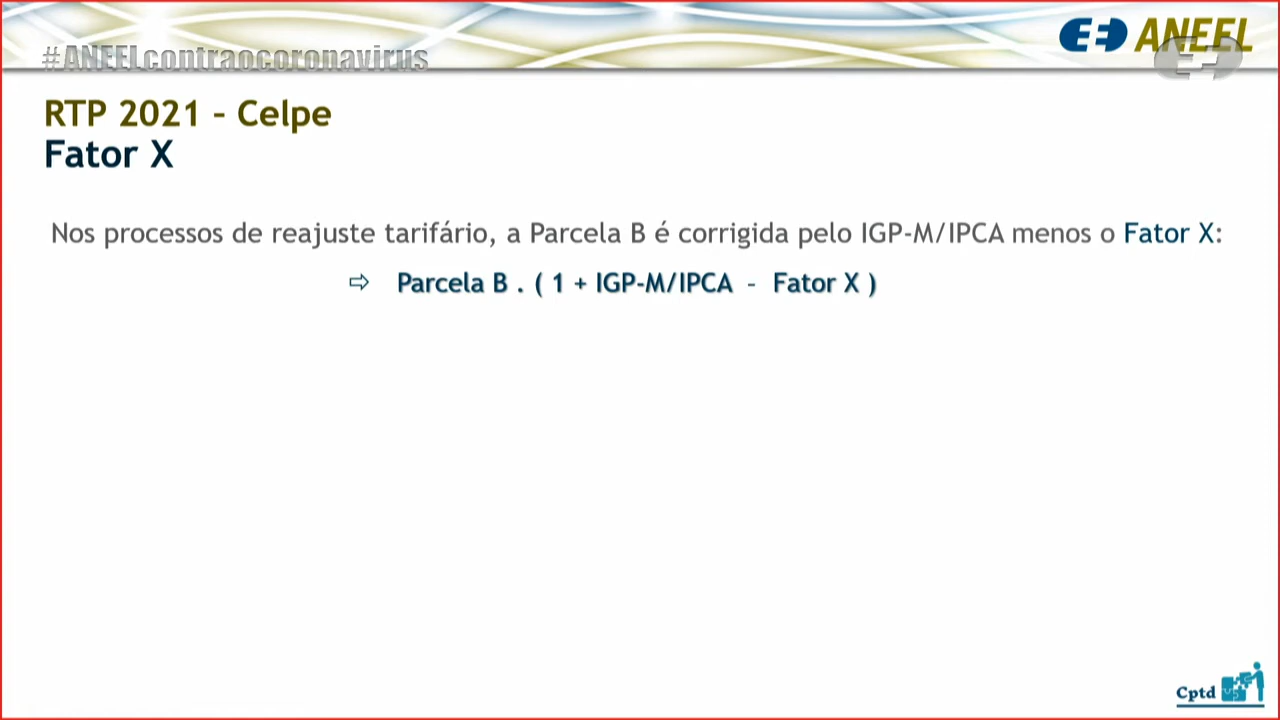 #ANEELcontraocoronavirus
ANEEL
RTP 2021 – Celpe
Fator X
Nos processos de reajuste tarifário, a Parcela B é corrigida pelo IGP-M/IPCA menos o Fator X:
⇨ Parcela B . ( 1 + IGP-M/IPCA – Fator X )
Cptd